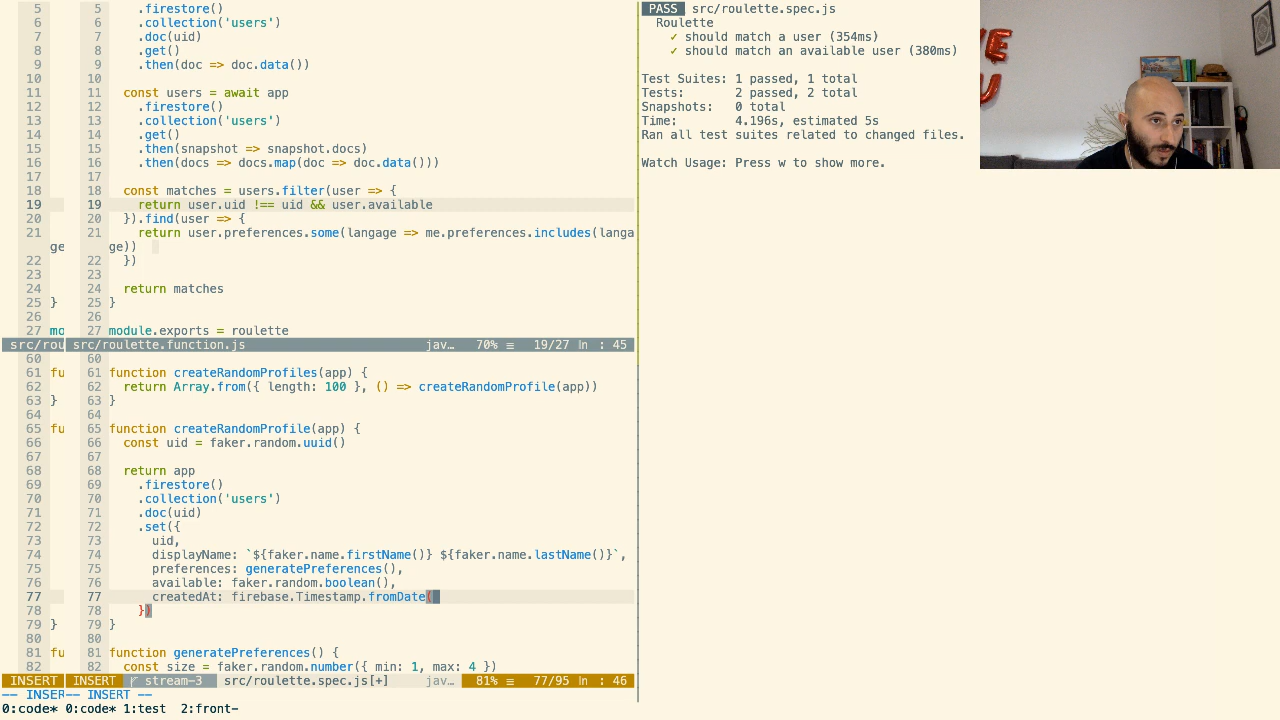 5 5 .firestore()
6 6 .collection('users')
7 7 .doc(uid)
8 8 .get()
9 9 .then(doc => doc.data())
10 10
11 11 const users = await app
12 12 .firestore()
13 13 .collection('users')
14 14 .get()
15 15 .then(snapshot => snapshot.docs)
16 16 .then(docs => docs.map(doc => doc.data()))
17 17
18 18 const matches = users.filter(user => {
19 19 return user.uid !== uid && user.available
20 20 }).find(user => {
21 21 return user.preferences.some(langage => me.preferences.includes(langa
ge ge))
22 22 })
23 23
24 24 return matches
25 } 25 }
26 26
27 mo 27 module.exports = roulette
src/rou src/roulette.function.js jav… 70% ≡ 19/27 ㏑ : 45
60 60
61 fu 61 function createRandomProfiles(app) {
62 62 return Array.from({ length: 100 }, () => createRandomProfile(app))
63 } 63 }
64 64
65 fu 65 function createRandomProfile(app) {
66 66 const uid = faker.random.uuid()
67 67
68 68 return app
69 69 .firestore()
70 70 .collection('users')
71 71 .doc(uid)
72 72 .set({
73 73 uid,
74 74 displayName: `${faker.name.firstName()} ${faker.name.lastName()}`,
75 75 preferences: generatePreferences(),
76 76 available: faker.random.boolean(),
77 77 createdAt: firebase.Timestamp.fromDate(
78 78 })
79 } 79 }
80 80
81 fu 81 function generatePreferences() {
82 82 const size = faker.random.number({ min: 1, max: 4 })
INSERT INSERT stream-3 src/roulette.spec.js[+] jav… 81% ≡ 77/95 ㏑ : 46
-- INSER-- INSERT --
0:code* 0:code* 1:test 2:front-
PASS src/roulette.spec.js
Roulette
✓ should match a user (354ms)
✓ should match an available user (380ms)
Test Suites: 1 passed, 1 total
Tests: 2 passed, 2 total
Snapshots: 0 total
Time: 4.196s, estimated 5s
Ran all test suites related to changed files.
Watch Usage: Press w to show more.